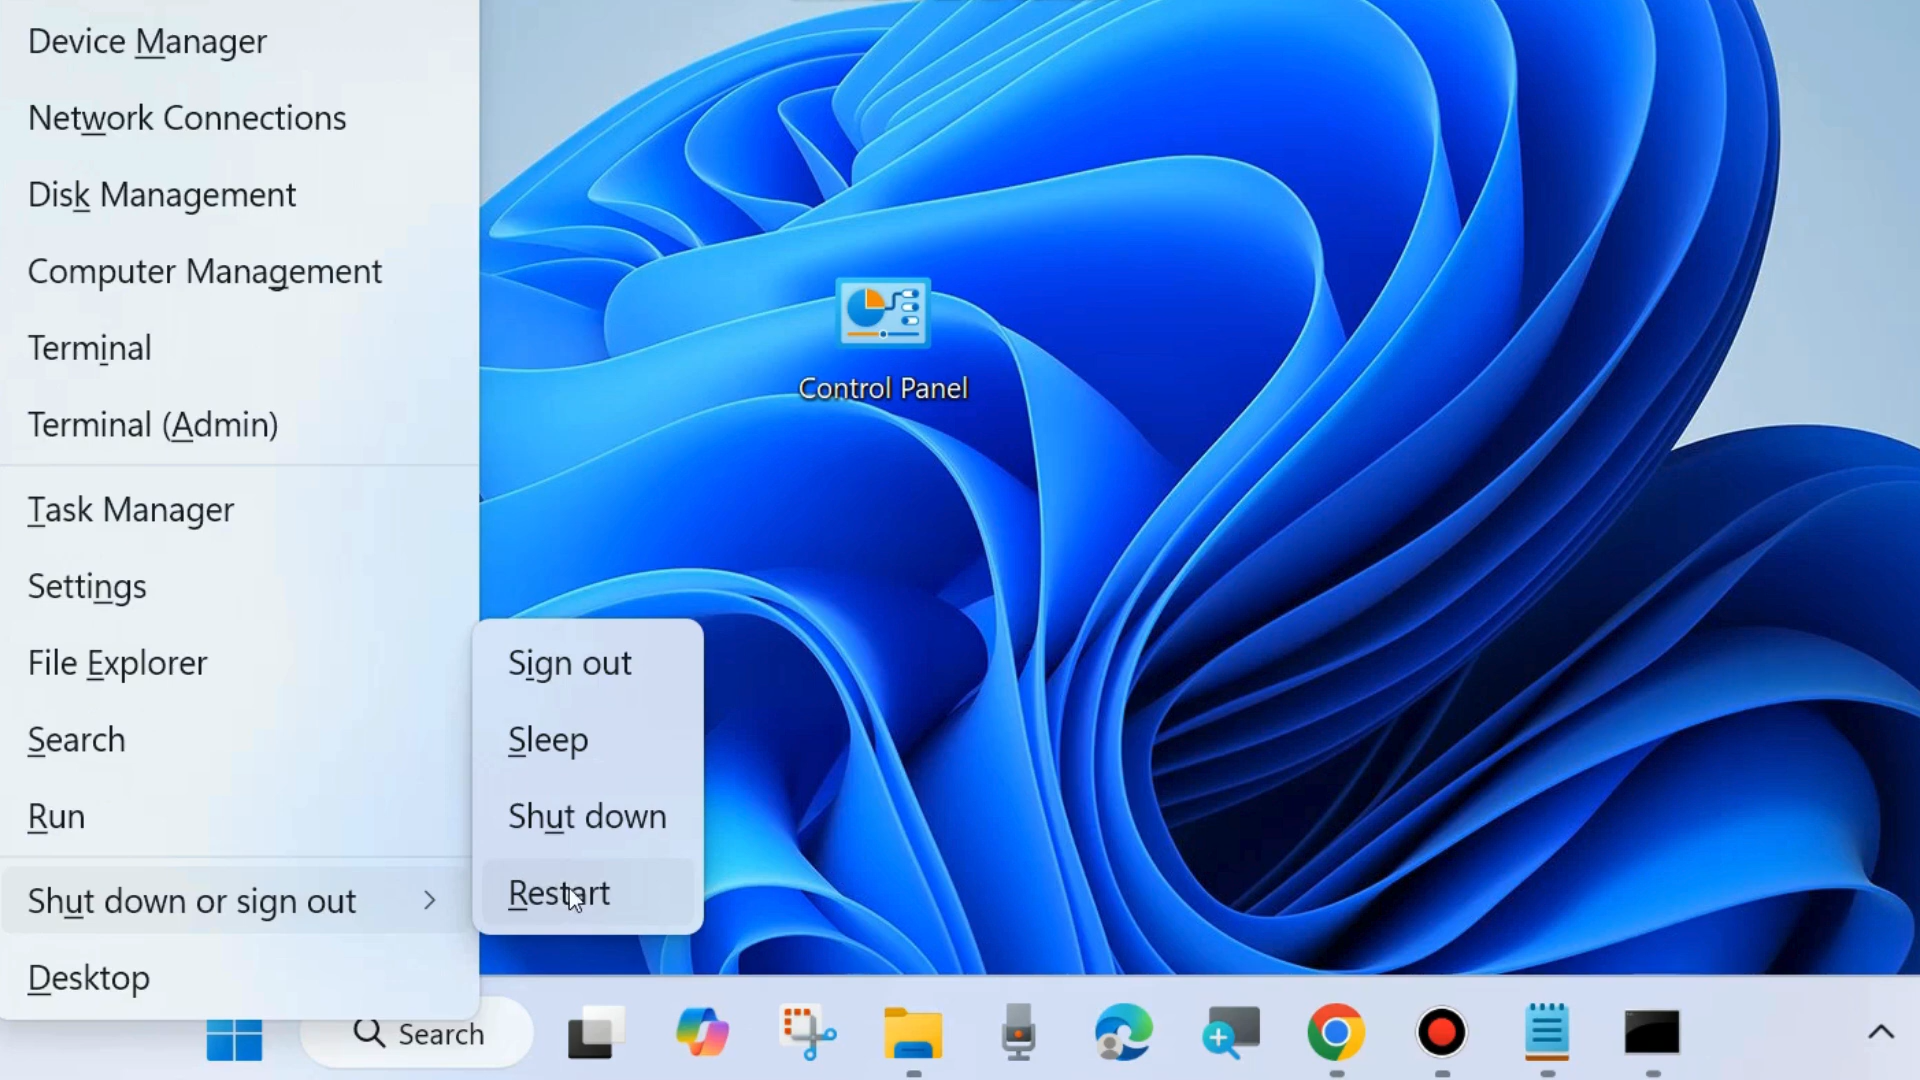 Device Manager
Network Connections
Disk Management
Computer Management
Terminal
Terminal (Admin)
Task Manager
Settings
File Explorer
Search
Run
Shut down or sign out
Desktop
Sign out
Sleep
Shut down
Restart
Control Panel
Search